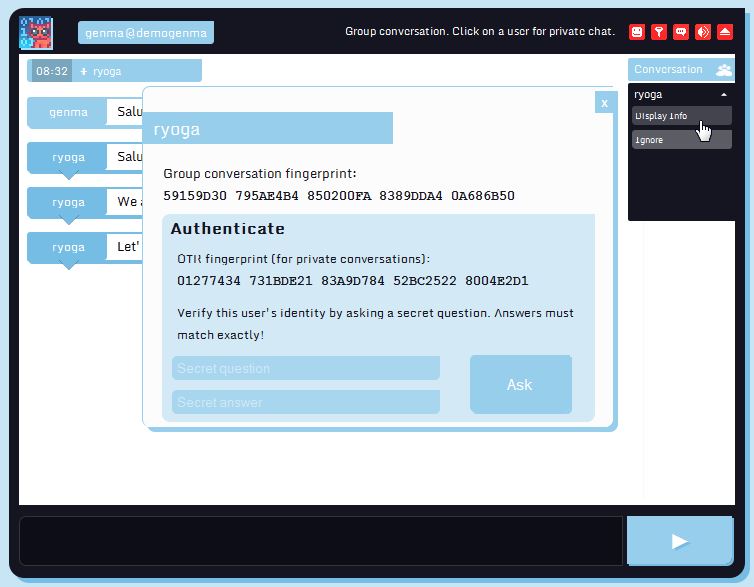 genma@demogenma
Group conversation. Click on a user for private chat.
08:32 + ryoga
Conversation
ryoga
Display Info
Ignore
genma Salu
ryoga Salu
ryoga We a
ryoga Let'
x
ryoga
Group conversation fingerprint:
59159D30 795AE4B4 850200FA 8389DDA4 0A686B50
Authenticate
OTR fingerprint (for private conversations):
01277434 731BDE21 83A9D784 52BC2522 8004E2D1
Verify this user's identity by asking a secret question. Answers must
match exactly!
Secret question
Secret answer
Ask